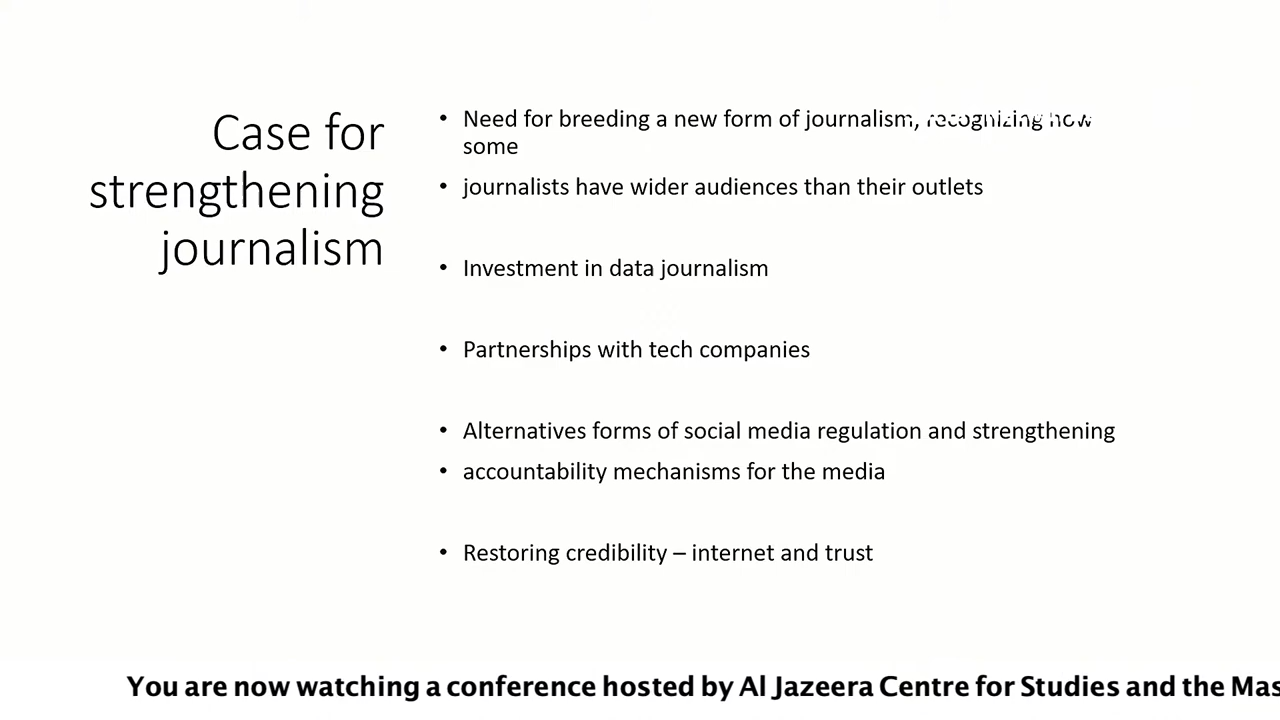 Case for
strengthening
journalism
• Need for breeding a new form of journalism, recognizing how
some
• journalists have wider audiences than their outlets
• Investment in data journalism
• Partnerships with tech companies
• Alternatives forms of social media regulation and strengthening
• accountability mechanisms for the media
• Restoring credibility – internet and trust
You are now watching a conference hosted by Al Jazeera Centre for Studies and the Mas